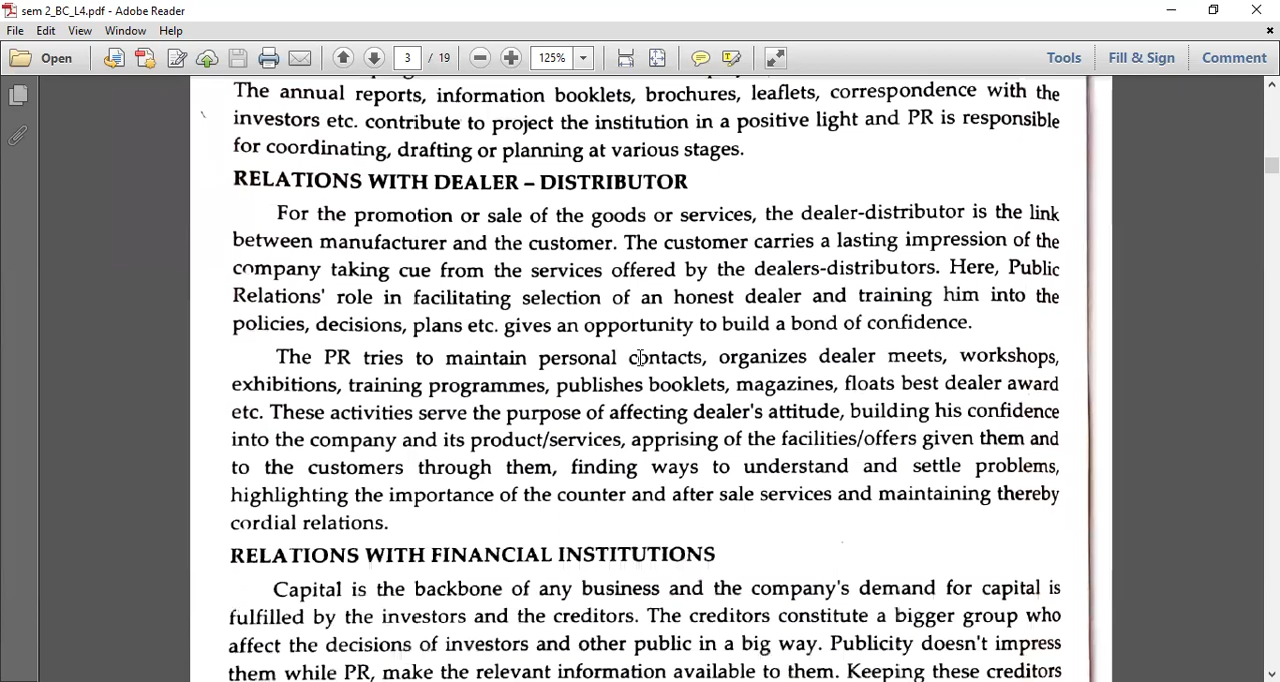 sem 2_BC_L4.pdf - Adobe Reader
File Edit View Window Help
Open 3 / 19 125% Tools Fill & Sign Comment
The annual reports, information booklets, brochures, leaflets, correspondence with the
investors etc. contribute to project the institution in a positive light and PR is responsible
for coordinating, drafting or planning at various stages.
RELATIONS WITH DEALER – DISTRIBUTOR
For the promotion or sale of the goods or services, the dealer-distributor is the link
between manufacturer and the customer. The customer carries a lasting impression of the
company taking cue from the services offered by the dealers-distributors. Here, Public
Relations' role in facilitating selection of an honest dealer and training him into the
policies, decisions, plans etc. gives an opportunity to build a bond of confidence.
The PR tries to maintain personal contacts, organizes dealer meets, workshops,
exhibitions, training programmes, publishes booklets, magazines, floats best dealer award
etc. These activities serve the purpose of affecting dealer's attitude, building his confidence
into the company and its product/services, apprising of the facilities/offers given them and
to the customers through them, finding ways to understand and settle problems,
highlighting the importance of the counter and after sale services and maintaining thereby
cordial relations.
RELATIONS WITH FINANCIAL INSTITUTIONS
Capital is the backbone of any business and the company's demand for capital is
fulfilled by the investors and the creditors. The creditors constitute a bigger group who
affect the decisions of investors and other public in a big way. Publicity doesn't impress
them while PR, make the relevant information available to them. Keeping these creditors